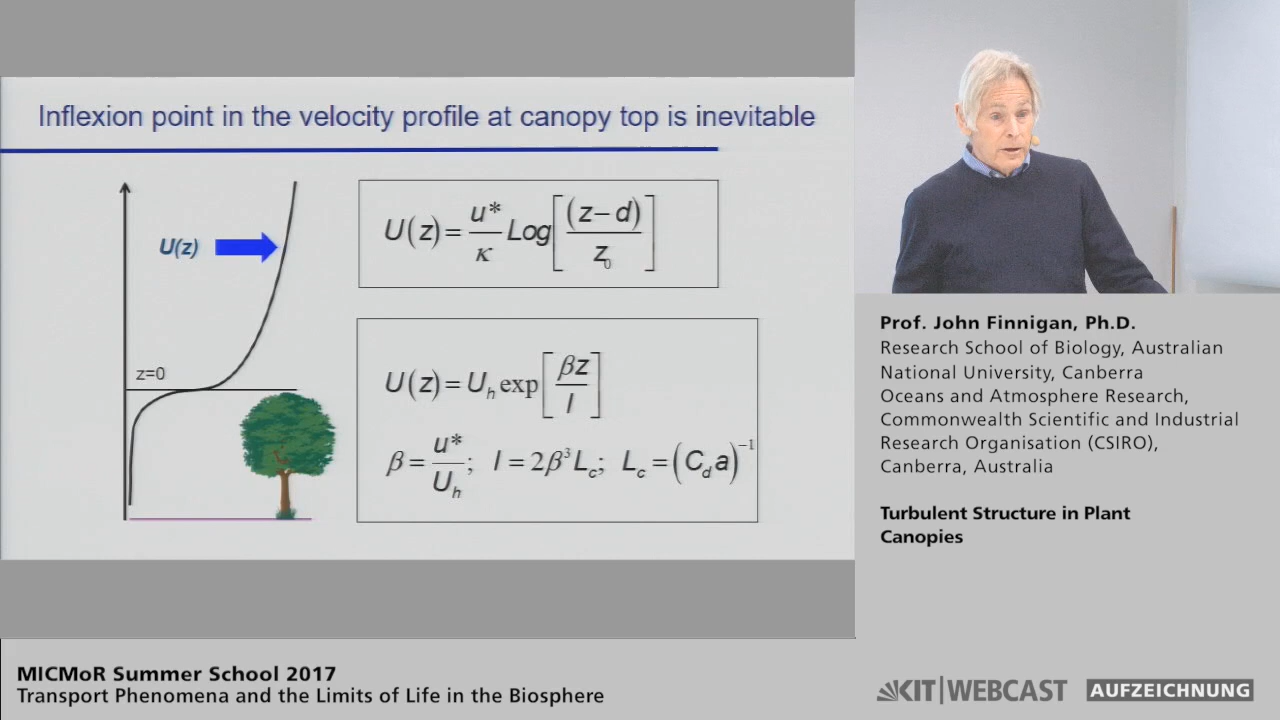 Inflexion point in the velocity profile at canopy top is inevitable
U(z)
z=0
U(z)=u*/κ Log[(z−d)/z₀]
U(z)=Uₕ exp[βz/l]
β=u*/Uₕ; l=2β³L_c; L_c=(C_d a)⁻¹
Prof. John Finnigan, Ph.D.
Research School of Biology, Australian
National University, Canberra
Oceans and Atmosphere Research,
Commonwealth Scientific and Industrial
Research Organisation (CSIRO),
Canberra, Australia
Turbulent Structure in Plant
Canopies
MICMoR Summer School 2017
Transport Phenomena and the Limits of Life in the Biosphere
KIT|WEBCAST
AUFZEICHNUNG